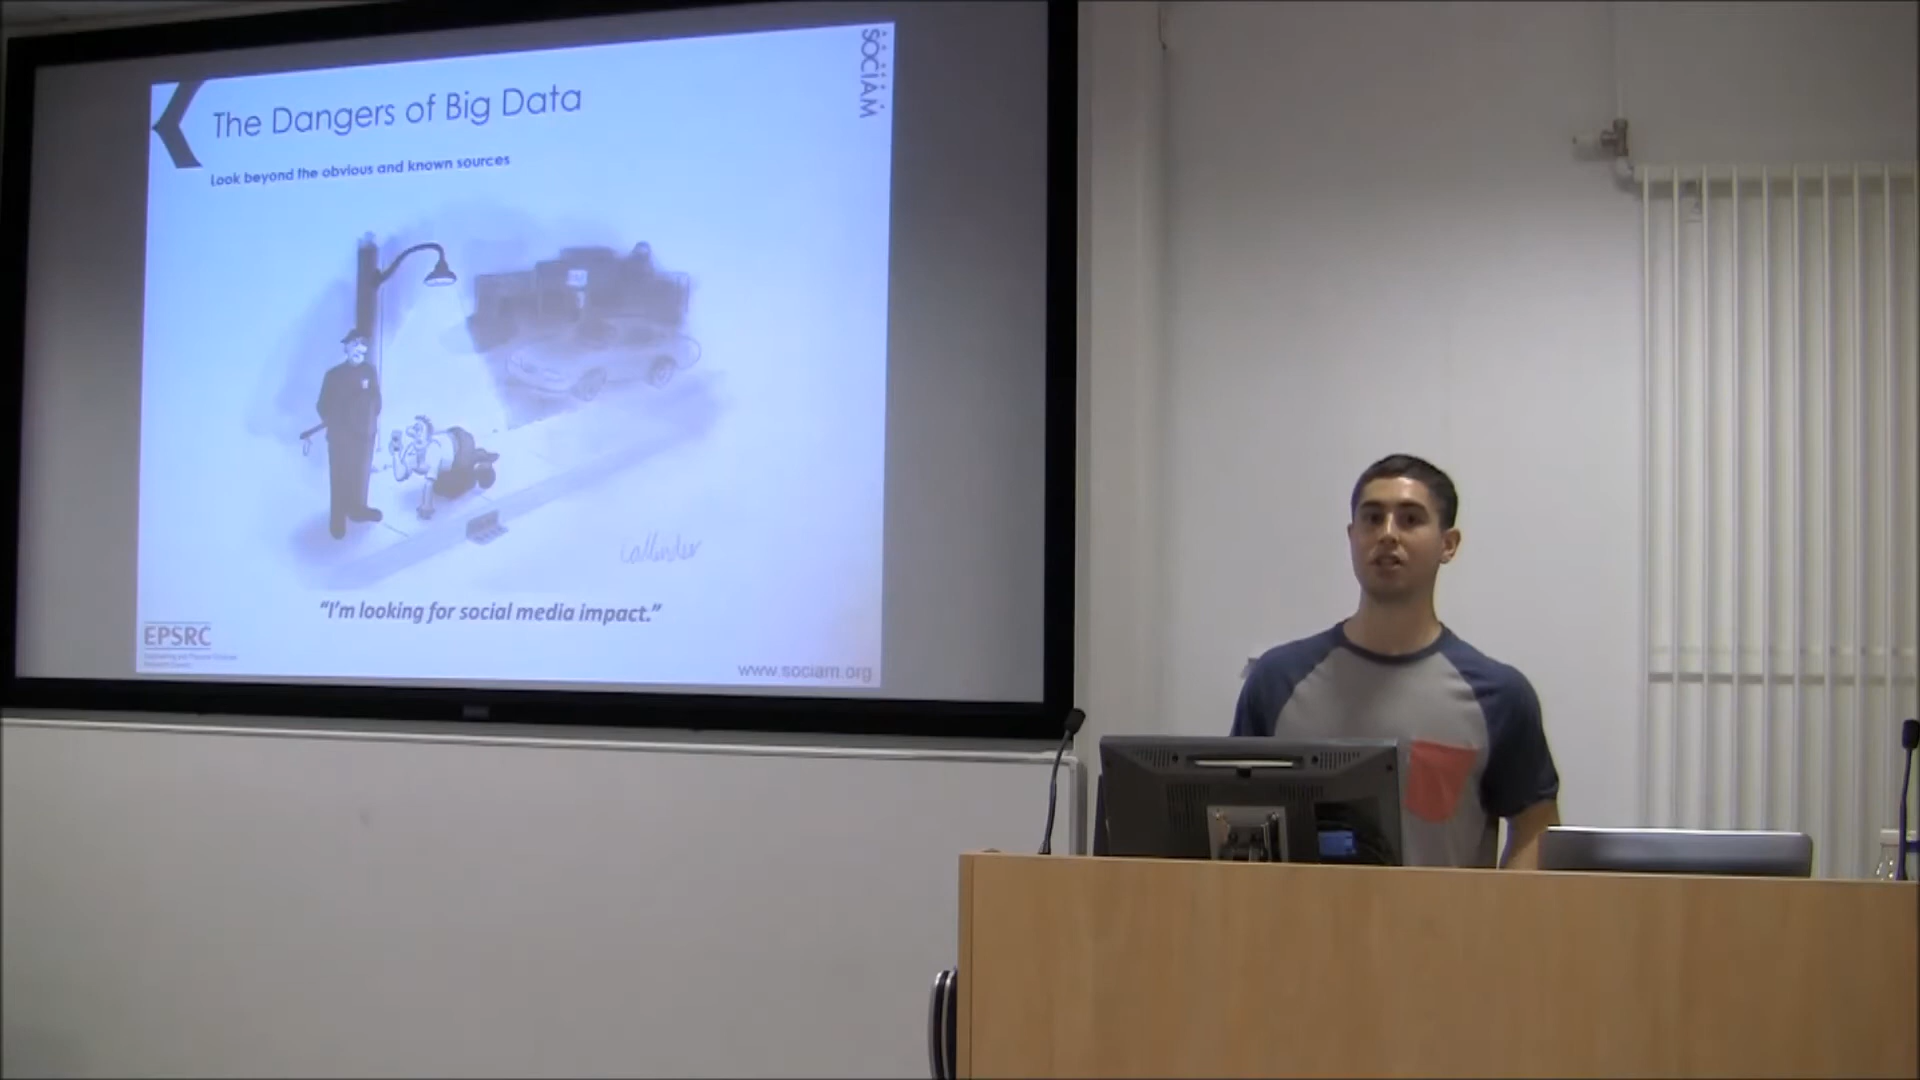 The Dangers of Big Data
SOCIAM
Look beyond the obvious and known sources
Callender
"I'm looking for social media impact."
EPSRC
www.sociam.org